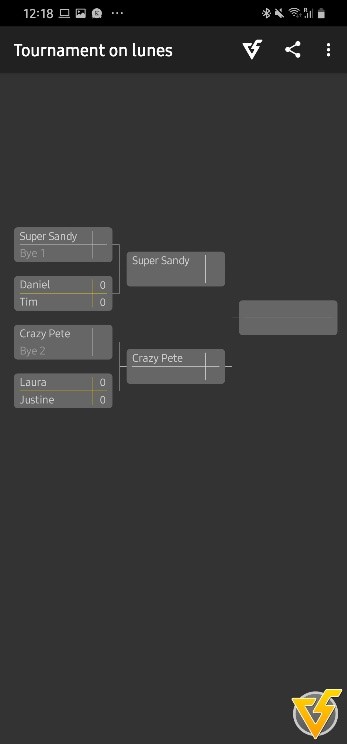 12:18
Tournament on lunes
Super Sandy
Bye 1
Super Sandy
Daniel 0
Tim 0
Crazy Pete
Bye 2
Crazy Pete
Laura 0
Justine 0